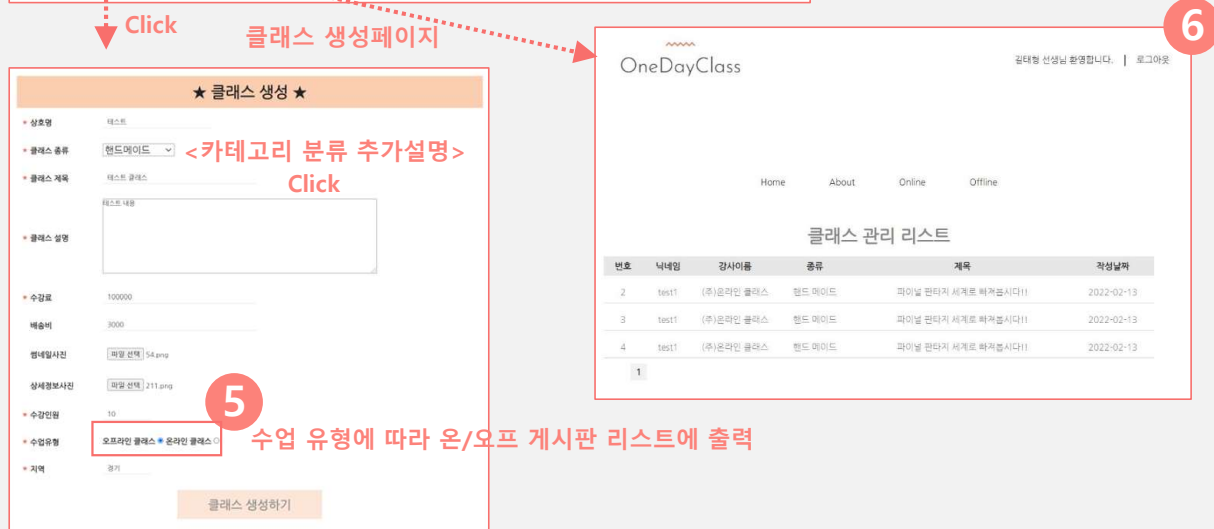 Click
클래스 생성페이지
★ 클래스 생성 ★
* 상호명 테스트
* 클래스 종류 핸드메이드 <카테고리 분류 추가설명>
* 클래스 제목 테스트 클래스 Click
테스트 내용
* 클래스 설명
* 수강료 100000
배송비 3000
썸네일사진 파일 선택 54.png
상세정보사진 파일 선택 211.png
* 수강인원 10
5
* 수업유형 오프라인 클래스 온라인 클래스 수업 유형에 따라 온/오프 게시판 리스트에 출력
* 지역 경기
클래스 생성하기
6
OneDayClass
길태형 선생님 환영합니다. | 로그아웃
Home About Online Offline
클래스 관리 리스트
번호 닉네임 강사이름 종류 제목 작성날짜
2 test1 (주)온라인 클래스 핸드 메이드 파이널 판타지 세계로 빠져봅시다!! 2022-02-13
3 test1 (주)온라인 클래스 핸드 메이드 파이널 판타지 세계로 빠져봅시다!! 2022-02-13
4 test1 (주)온라인 클래스 핸드 메이드 파이널 판타지 세계로 빠져봅시다!! 2022-02-13
1